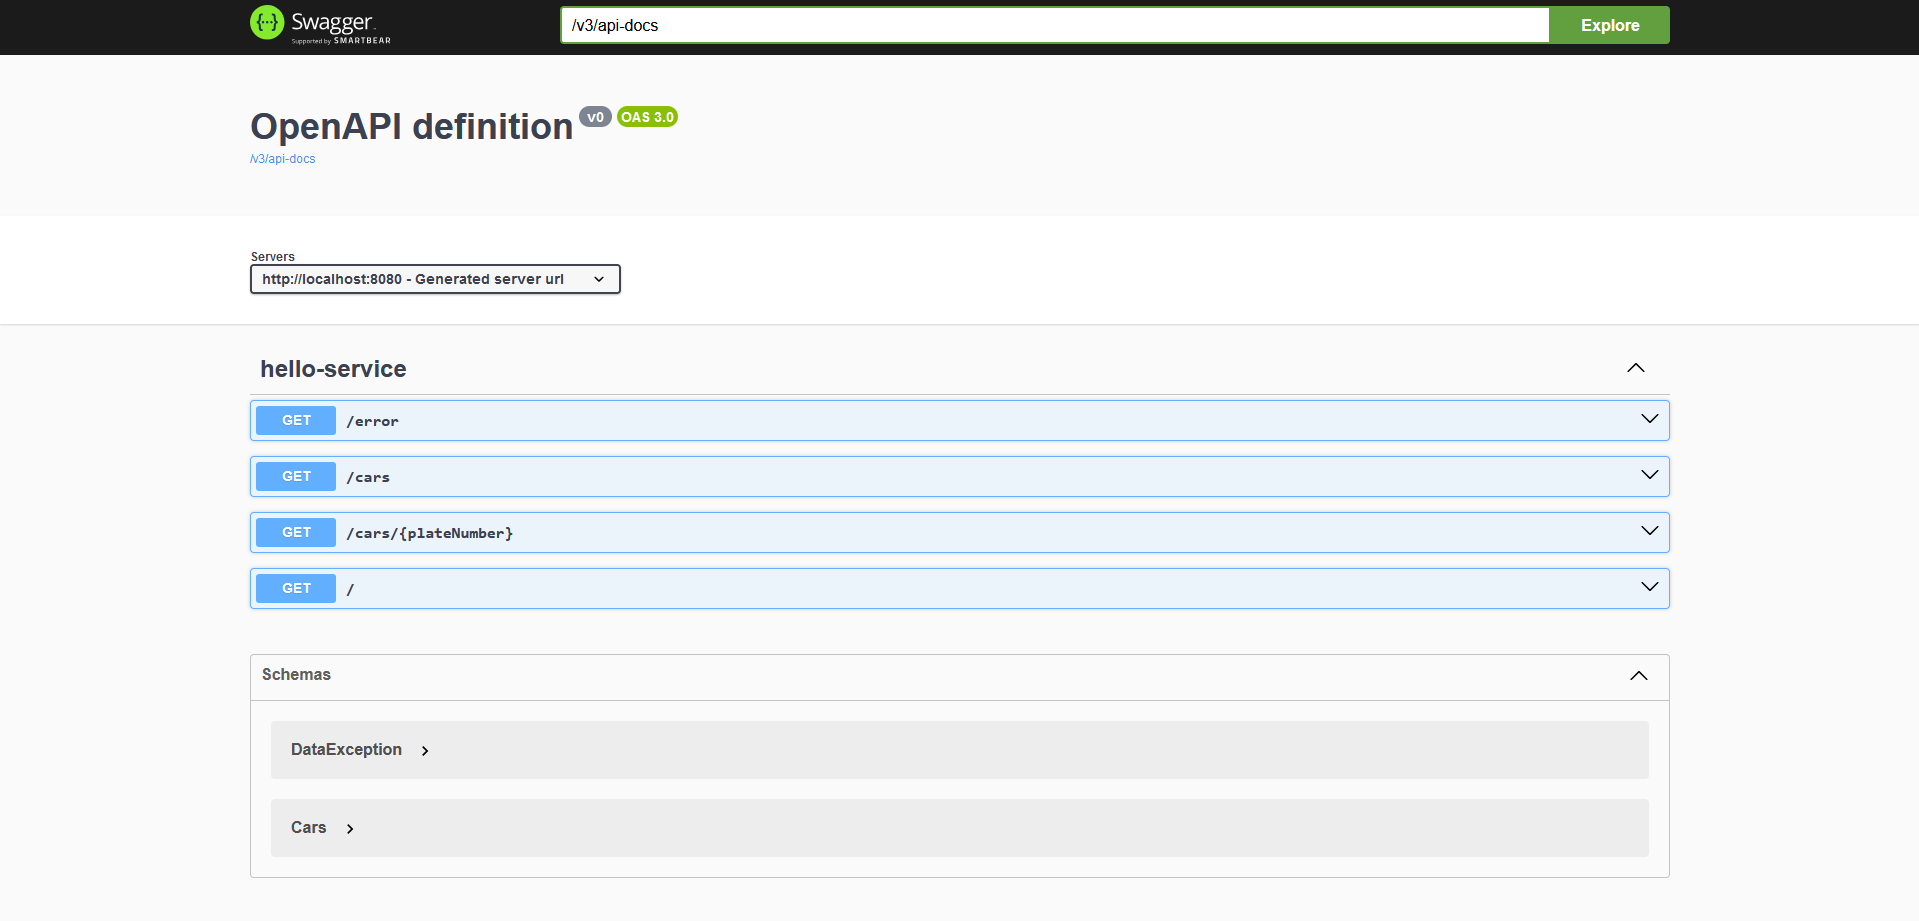 Swagger
Supported by SMARTBEAR
/v3/api-docs
Explore
OpenAPI definition v0 OAS 3.0
/v3/api-docs
Servers
http://localhost:8080 - Generated server url
hello-service
GET /error
GET /cars
GET /cars/{plateNumber}
GET /
Schemas
DataException
Cars